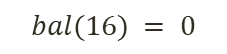 bal(16) = 0